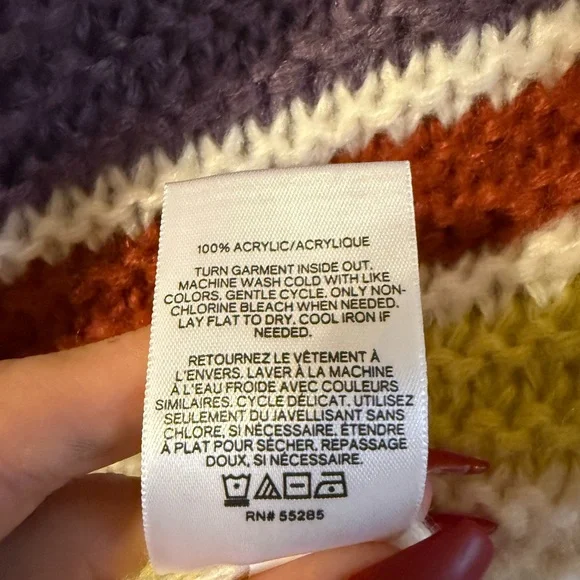 100% ACRYLIC/ACRYLIQUE
TURN GARMENT INSIDE OUT,
MACHINE WASH COLD WITH LIKE
COLORS. GENTLE CYCLE. ONLY NON-
CHLORINE BLEACH WHEN NEEDED.
LAY FLAT TO DRY. COOL IRON IF
NEEDED.
RETOURNEZ LE VÊTEMENT À
L'ENVERS. LAVER À LA MACHINE
À L'EAU FROIDE AVEC COULEURS
SIMILAIRES. CYCLE DÉLICAT. UTILISEZ
SEULEMENT DU JAVELLISANT SANS
CHLORE, SI NÉCESSAIRE. ÉTENDRE
À PLAT POUR SÉCHER. REPASSAGE
DOUX, SI NÉCESSAIRE.
RN# 55285